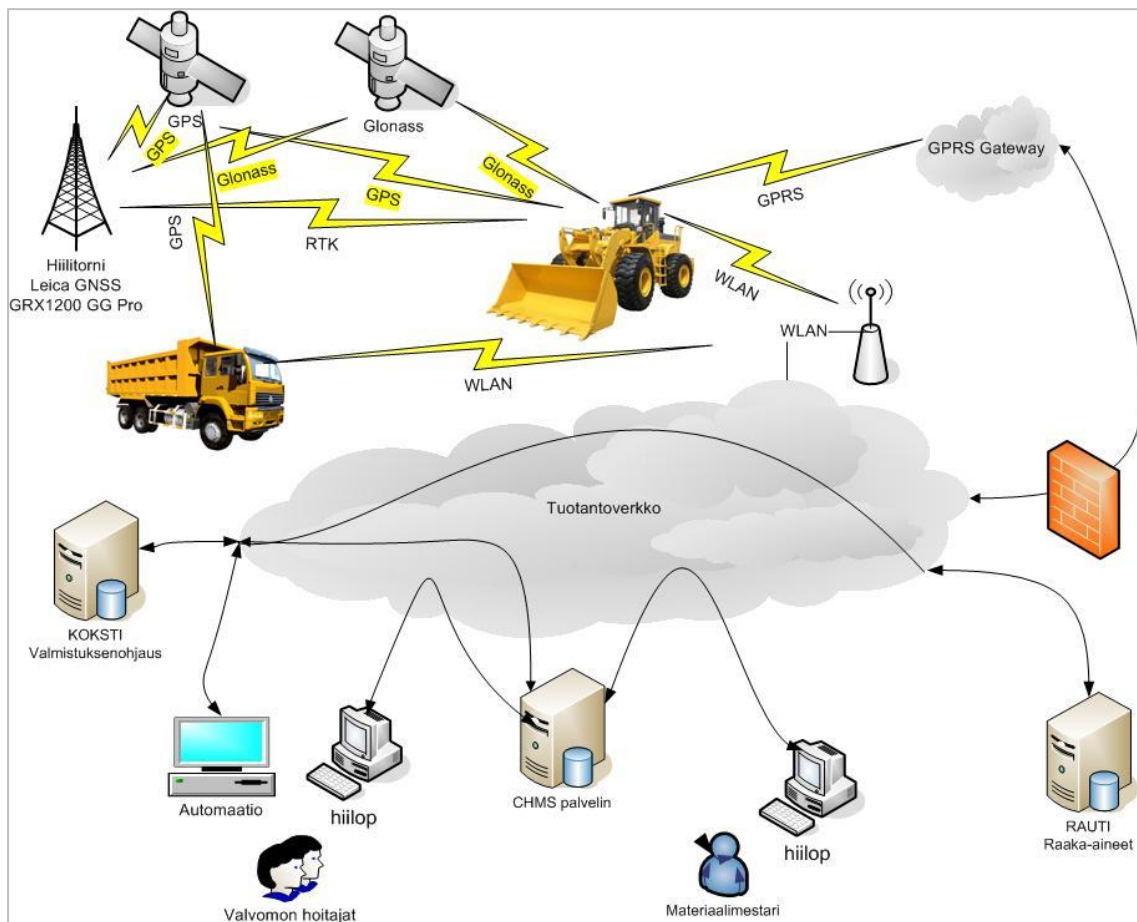 GPS
Glonass
GPS
Glonass
GPS
GPS
Glonass
GPRS
GPRS Gateway
RTK
WLAN
WLAN
WLAN
Hiilitorni
Leica GNSS
GRX1200 GG Pro
Tuotantoverkko
KOKSTI
Valmistuksenohjaus
Automaatio
hiilop
CHMS palvelin
hiilop
RAUTI
Raaka-aineet
Valvomon hoitajat
Materiaalimestari